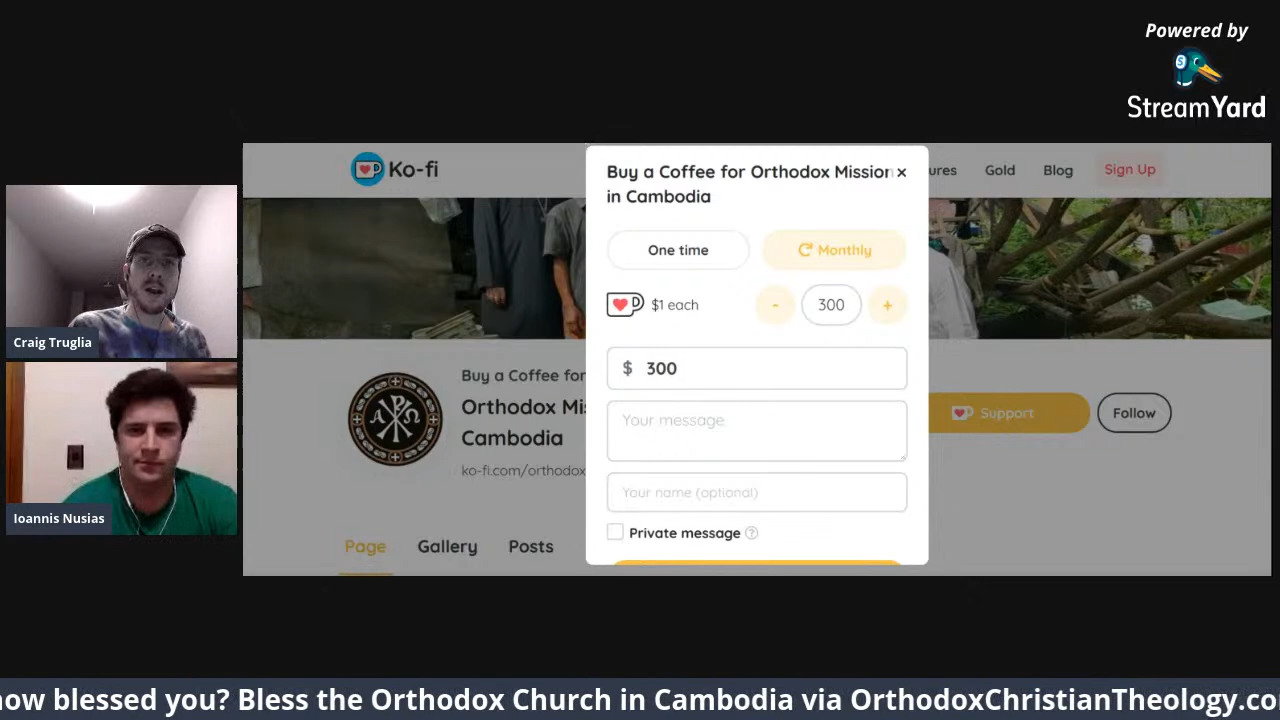 Powered by
StreamYard
Ko-fi
ures
Gold
Blog
Sign Up
Buy a Coffee for Orthodox Mission
in Cambodia
×
One time
Monthly
D
$1 each
-
300
+
$ 300
Your message
Your name (optional)
Private message ?
Buy a Coffee for
Orthodox Mis
Cambodia
ko-fi.com/orthodox
Α Ω
Support
Follow
Page
Gallery
Posts
Craig Truglia
Ioannis Nusias
now blessed you? Bless the Orthodox Church in Cambodia via OrthodoxChristianTheology.co